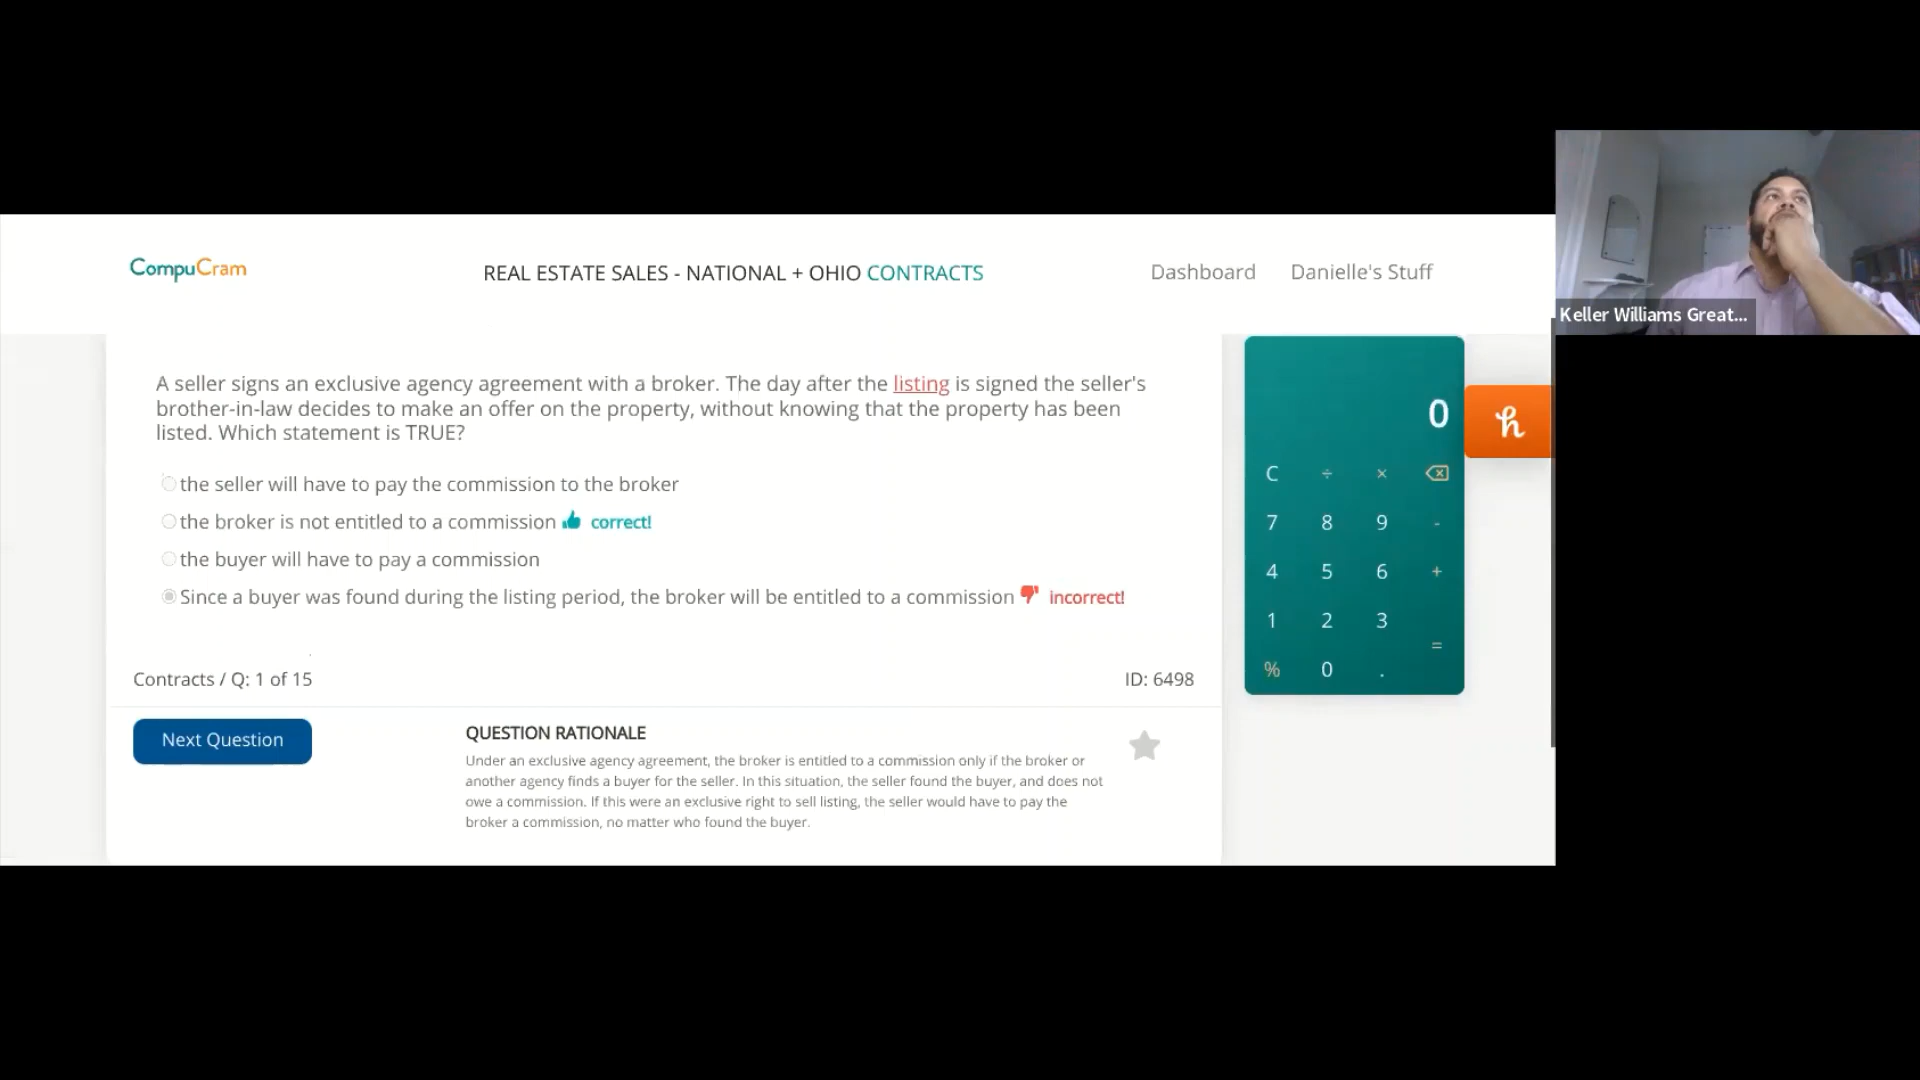 CompuCram
REAL ESTATE SALES - NATIONAL + OHIO CONTRACTS
Dashboard
Danielle's Stuff
Keller Williams Great...
A seller signs an exclusive agency agreement with a broker. The day after the listing is signed the seller's
brother-in-law decides to make an offer on the property, without knowing that the property has been
listed. Which statement is TRUE?
the seller will have to pay the commission to the broker
the broker is not entitled to a commission correct!
the buyer will have to pay a commission
Since a buyer was found during the listing period, the broker will be entitled to a commission incorrect!
Contracts / Q: 1 of 15
ID: 6498
Next Question
QUESTION RATIONALE
Under an exclusive agency agreement, the broker is entitled to a commission only if the broker or
another agency finds a buyer for the seller. In this situation, the seller found the buyer, and does not
owe a commission. If this were an exclusive right to sell listing, the seller would have to pay the
broker a commission, no matter who found the buyer.
0
h
C ÷ ×
7 8 9 -
4 5 6 +
1 2 3
=
% 0 .